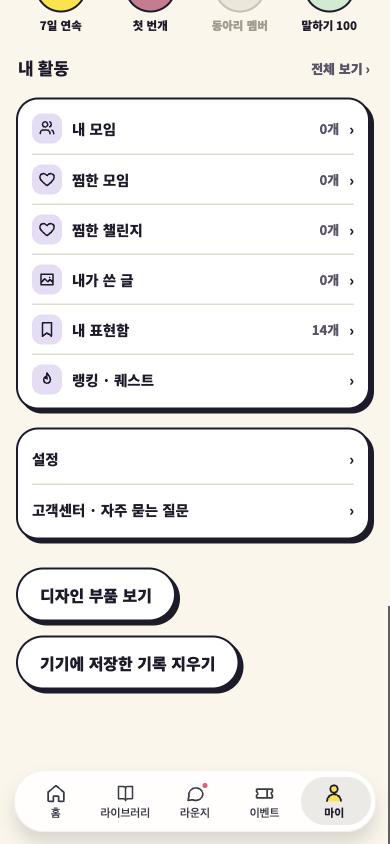 7일 연속 첫 번개 동아리 멤버 말하기 100
내 활동 전체 보기 ›
내 모임 0개 ›
찜한 모임 0개 ›
찜한 챌린지 0개 ›
내가 쓴 글 0개 ›
내 표현함 14개 ›
랭킹 · 퀘스트 ›
설정 ›
고객센터 · 자주 묻는 질문 ›
디자인 부품 보기
기기에 저장한 기록 지우기
홈 라이브러리 라운지 이벤트 마이